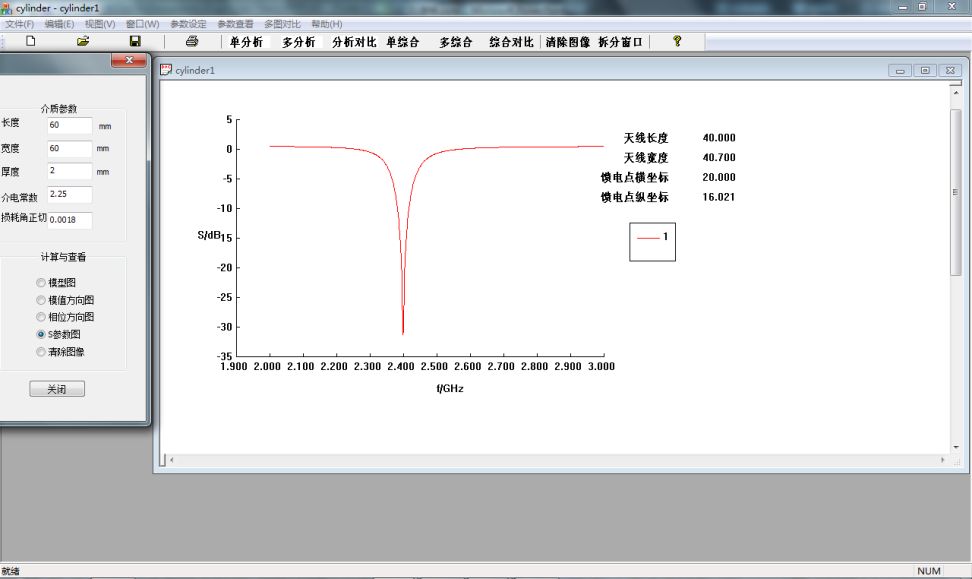 cylinder - cylinder1
文件(F) 编辑(E) 视图(V) 窗口(W) 参数设定 参数查看 多图对比 帮助(H)
单分析 多分析 分析对比 单综合 多综合 综合对比 清除图像 拆分窗口 ?
介质参数
长度 60 mm
宽度 60 mm
厚度 2 mm
介电常数 2.25
损耗角正切 0.0018
计算与查看
模型图
模值方向图
相位方向图
S参数图
清除图像
关闭
cylinder1
5
0
-5
-10
S/dB -15
-20
-25
-30
-35
1.900 2.000 2.100 2.200 2.300 2.400 2.500 2.600 2.700 2.800 2.900 3.000
f/GHz
天线长度 40.000
天线宽度 40.700
馈电点横坐标 20.000
馈电点纵坐标 16.021
1
就绪 NUM